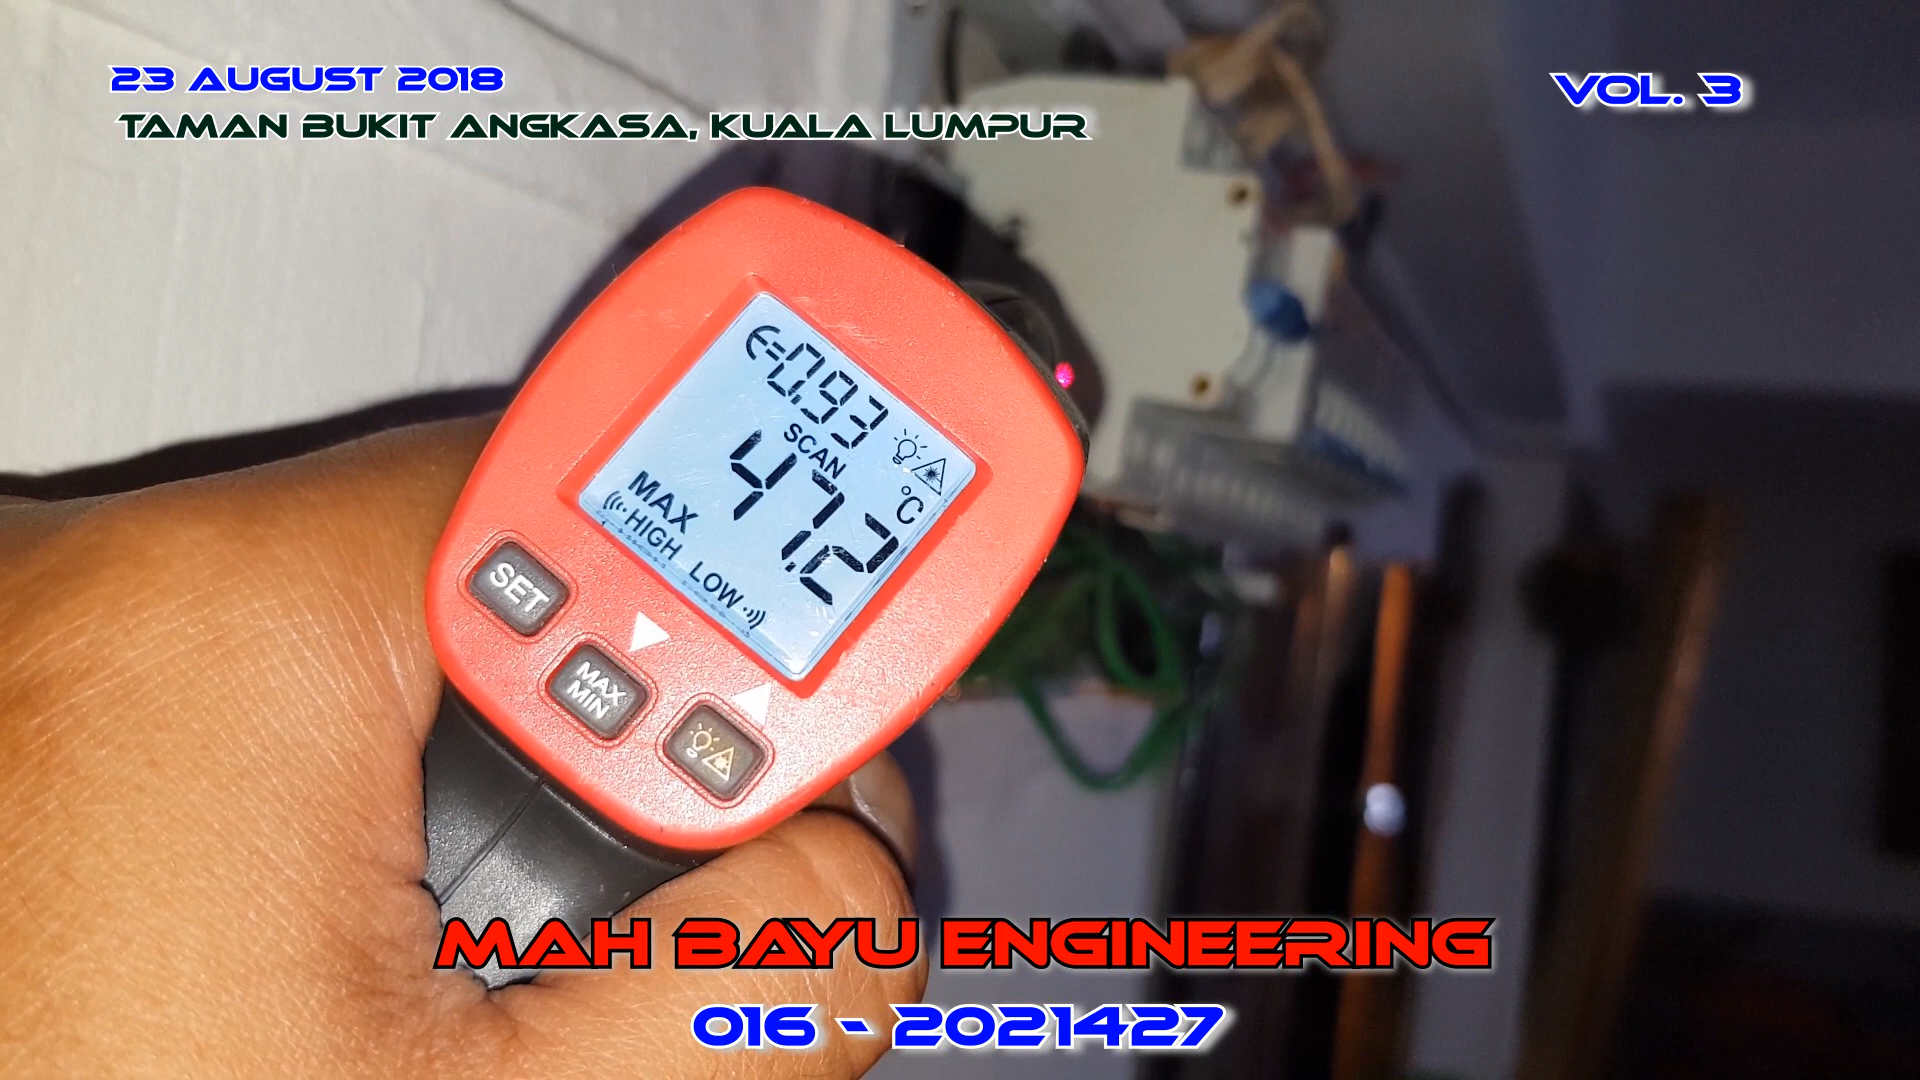 23 AUGUST 2018
VOL. 3
TAMAN BUKIT ANGKASA, KUALA LUMPUR
E=0.93
SCAN
47.2 °C
MAX
HIGH
LOW
SET
MAX
MIN
MAH BAYU ENGINEERING
016 - 2021427